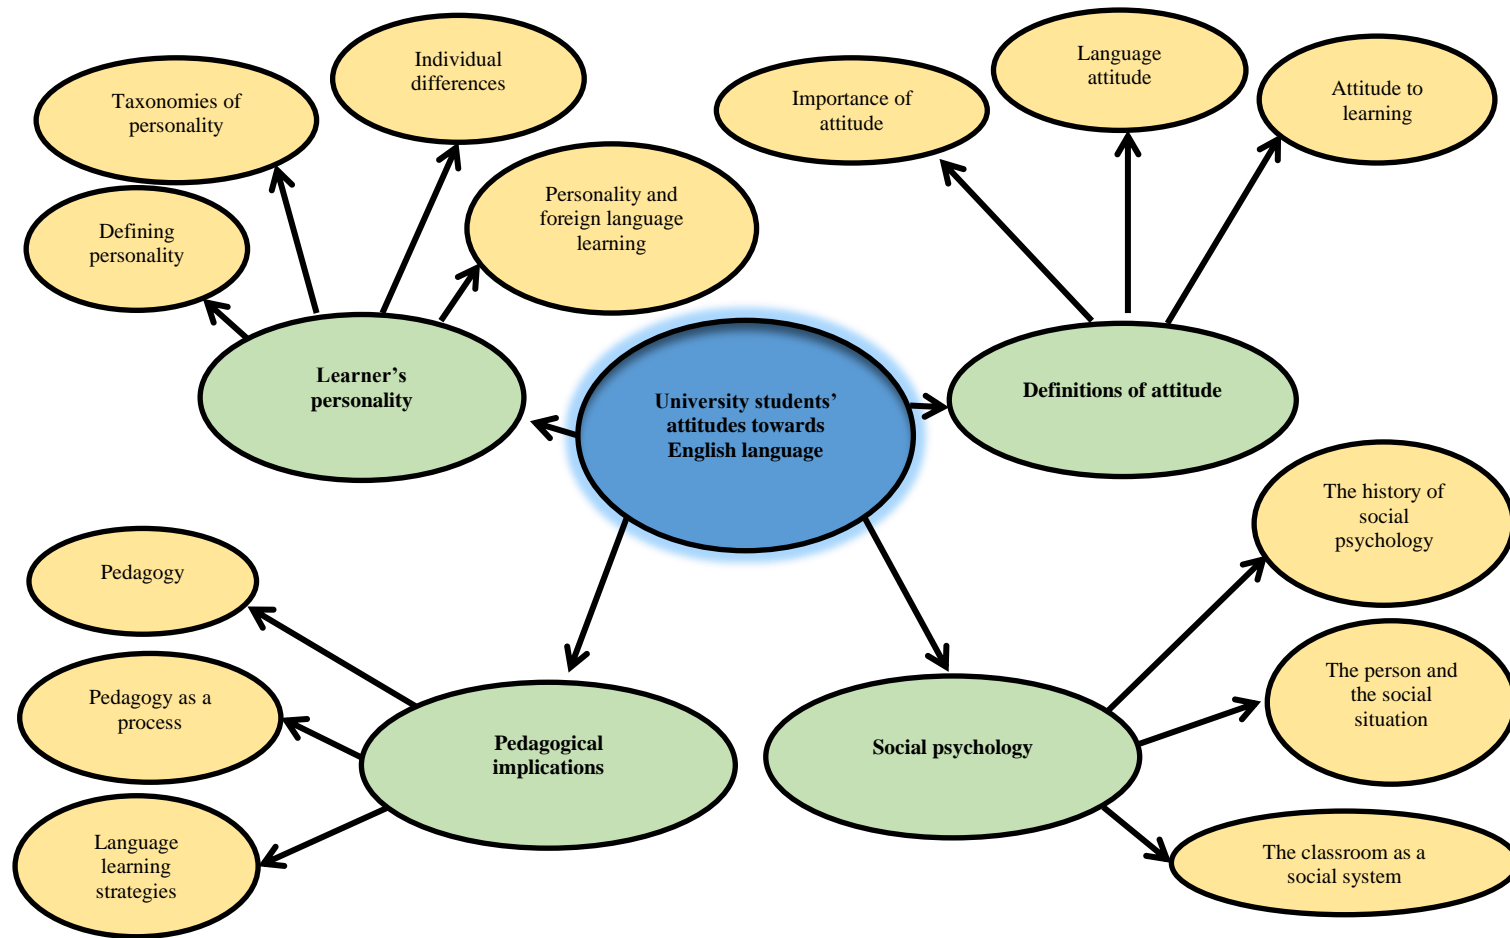 Individual
differences
Taxonomies of
personality
Defining
personality
Personality and
foreign language
learning
Learner’s
personality
Importance of
attitude
Language
attitude
Attitude to
learning
Definitions of attitude
University students’
attitudes towards
English language
Pedagogy
Pedagogy as a
process
Language
learning
strategies
Pedagogical
implications
Social psychology
The history of
social
psychology
The person and
the social
situation
The classroom as a
social system